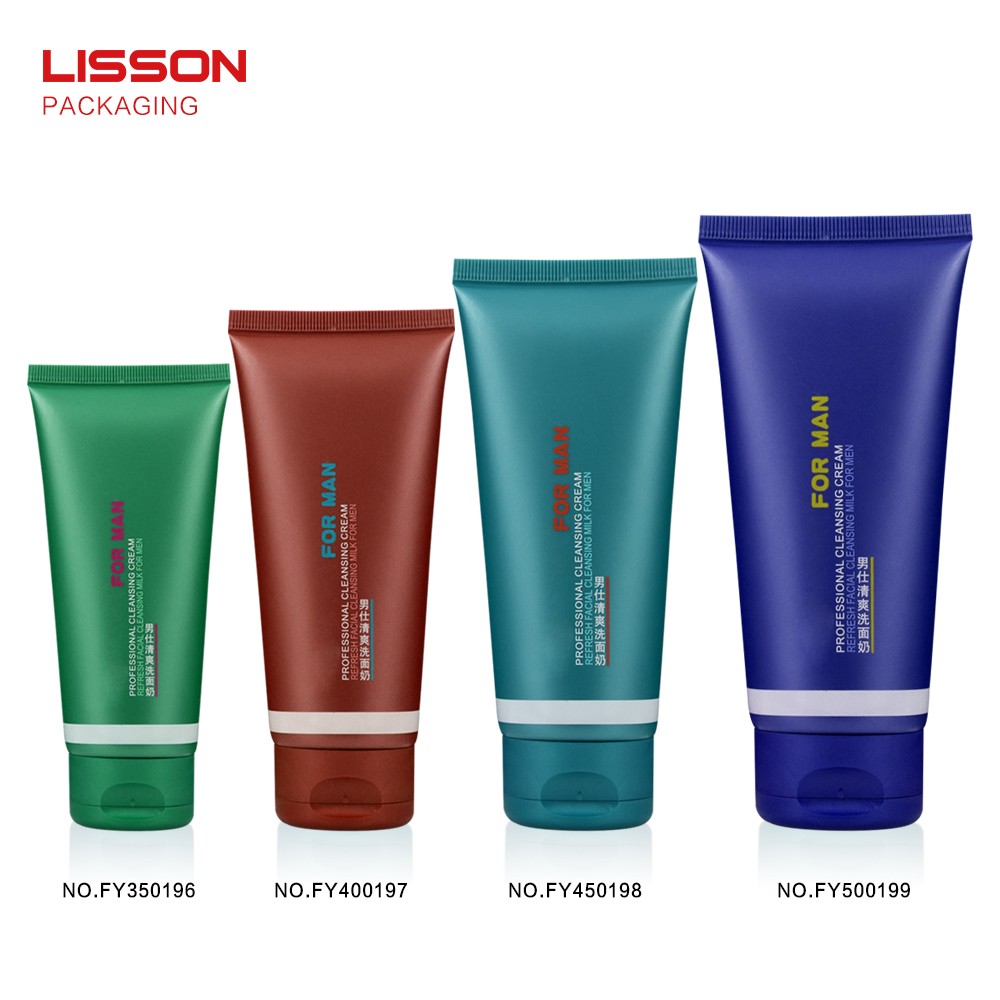 LISSON
PACKAGING
FOR MAN
PROFESSIONAL CLEANSING CREAM
REFRESH FACIAL CLEANSING MILK FOR MEN
男仕清爽洗面奶
FOR MAN
PROFESSIONAL CLEANSING CREAM
REFRESH FACIAL CLEANSING MILK FOR MEN
男仕清爽洗面奶
FOR MAN
PROFESSIONAL CLEANSING CREAM
REFRESH FACIAL CLEANSING MILK FOR MEN
男仕清爽洗面奶
FOR MAN
PROFESSIONAL CLEANSING CREAM
REFRESH FACIAL CLEANSING MILK FOR MEN
男仕清爽洗面奶
NO.FY350196
NO.FY400197
NO.FY450198
NO.FY500199